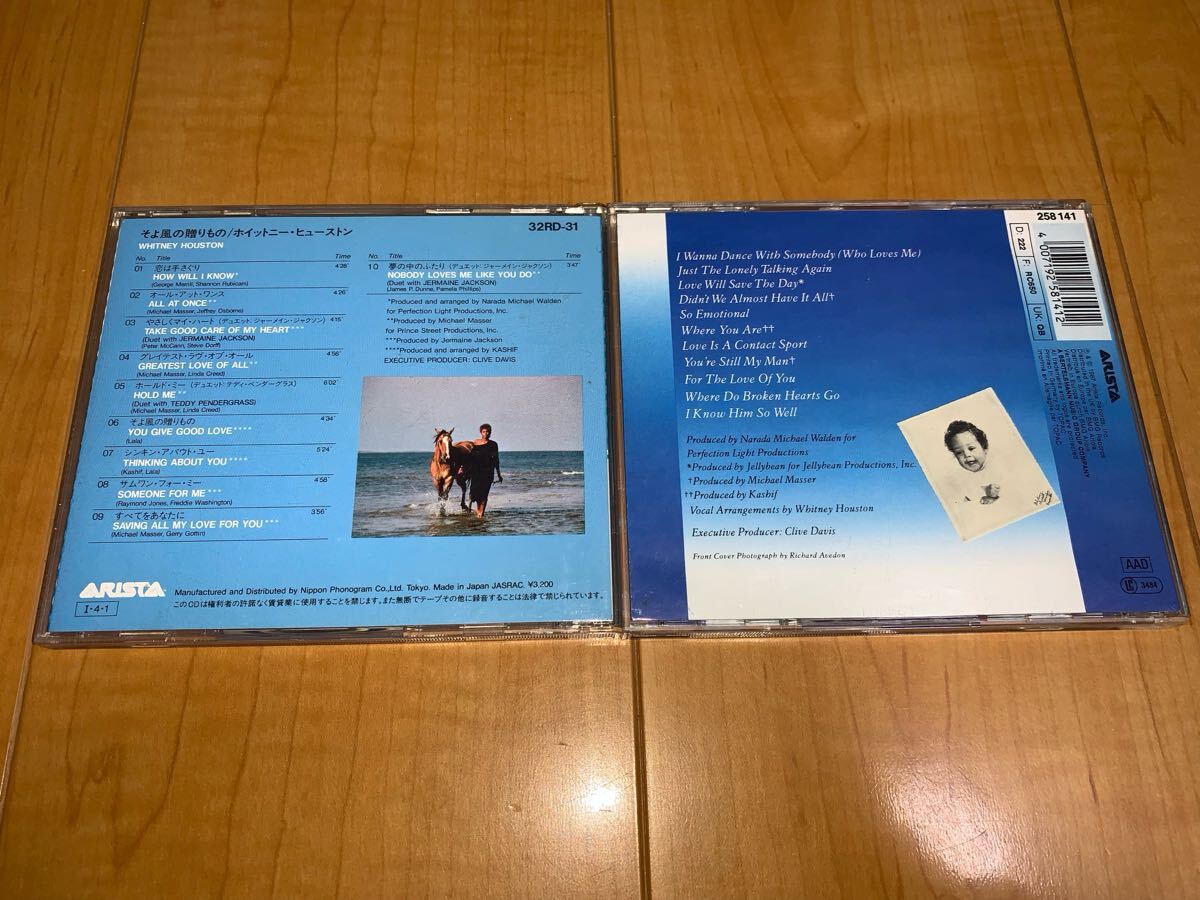 そよ風の贈りもの/ホイットニー・ヒューストン
32RD-31
WHITNEY HOUSTON
No. Title Time
01 恋は手さぐり 4'28"
HOW WILL I KNOW*
(George Merrill, Shannon Rubicam)
02 オール・アット・ワンス 4'26"
ALL AT ONCE**
(Michael Masser, Jeffrey Osborne)
03 やさしくマイ・ハート (デュエット ジャーメイン・ジャクソン) 4'15"
TAKE GOOD CARE OF MY HEART***
(Duet with JERMAINE JACKSON)
(Peter McCann, Steve Dorff)
04 グレイテスト・ラヴ・オブ・オール 4'56"
GREATEST LOVE OF ALL**
(Michael Masser, Linda Creed)
05 ホールド・ミー (デュエット:テディ・ペンダーグラス) 6'02"
HOLD ME**
(Duet with TEDDY PENDERGRASS)
(Michael Masser, Linda Creed)
06 そよ風の贈りもの 4'34"
YOU GIVE GOOD LOVE****
(Lala)
07 シンキン・アバウト・ユー 5'24"
THINKING ABOUT YOU****
(Kashif, Lala)
08 サムワン・フォー・ミー 4'58"
SOMEONE FOR ME***
(Raymond Jones, Freddie Washington)
09 すべてをあなたに 3'56"
SAVING ALL MY LOVE FOR YOU***
(Michael Masser, Gerry Goffin)
No. Title Time
10 夢の中のふたり (デュエット: ジャーメイン・ジャクソン) 3'47"
NOBODY LOVES ME LIKE YOU DO**
(Duet with JERMAINE JACKSON)
(James P. Dunne, Pamela Phillips)
*Produced and arranged by Narada Michael Walden
for Perfection Light Productions, Inc.
**Produced by Michael Masser
for Prince Street Productions, Inc.
***Produced by Jermaine Jackson
****Produced and arranged by KASHIF
EXECUTIVE PRODUCER: CLIVE DAVIS
ARISTA
I・4・1
Manufactured and Distributed by Nippon Phonogram Co., Ltd. Tokyo. Made in Japan JASRAC. ¥3,200
このCDは権利者の許諾なく賃貸業に使用することを禁じます。また無断でテープその他に録音することは法律で禁じられています。
I Wanna Dance With Somebody (Who Loves Me)
Just The Lonely Talking Again
Love Will Save The Day*
Didn't We Almost Have It All†
So Emotional
Where You Are††
Love Is A Contact Sport
You're Still My Man†
For The Love Of You
Where Do Broken Hearts Go
I Know Him So Well
Produced by Narada Michael Walden for
Perfection Light Productions
*Produced by Jellybean for Jellybean Productions, Inc.
†Produced by Michael Masser
††Produced by Kashif
Vocal Arrangements by Whitney Houston
Executive Producer: Clive Davis
Front Cover Photograph by Richard Avedon
258 141
D: 222 F: RC650 UK: QB
4 007192 581412
ARISTA
AAD
LC 3484